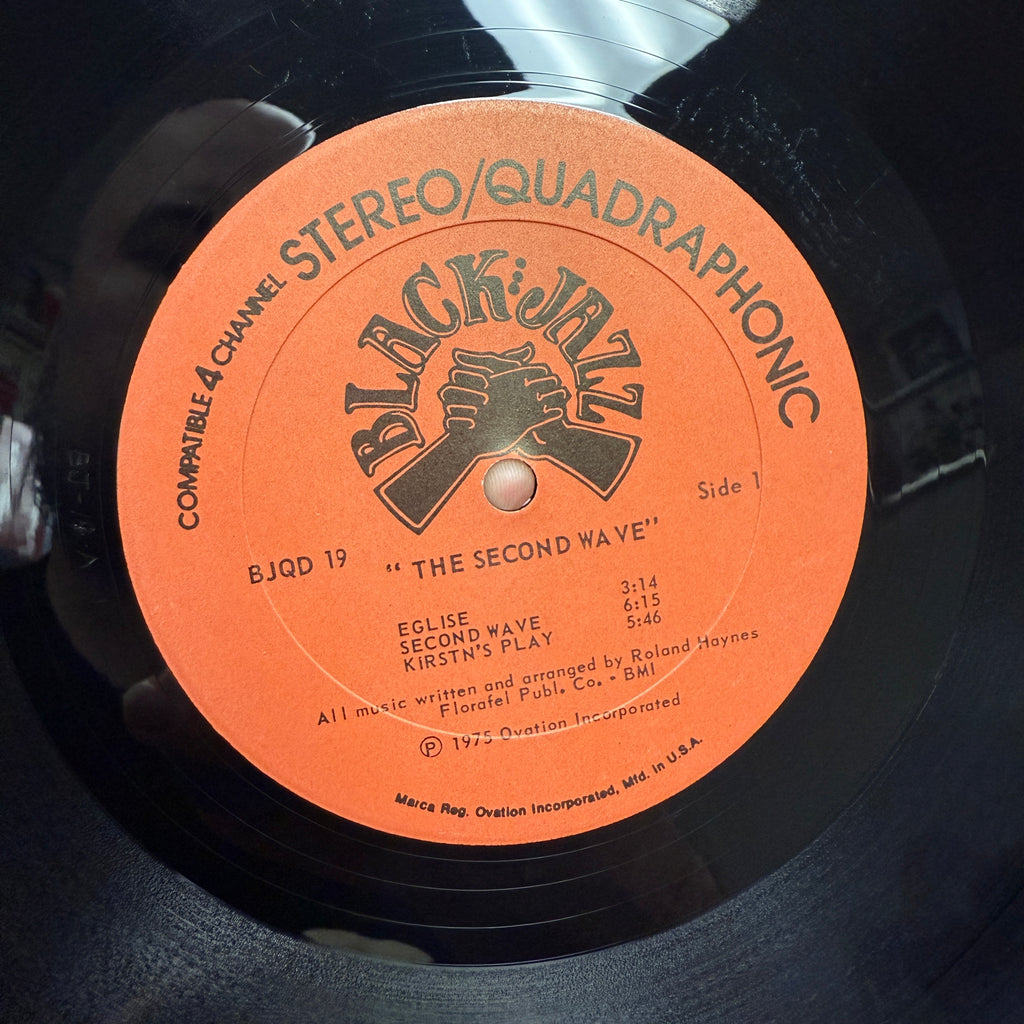 COMPATIBLE 4 CHANNEL STEREO/QUADRAPHONIC
BLACK JAZZ
Side 1
BJQD 19
“ THE SECOND WAVE”
EGLISE 3:14
SECOND WAVE 6:15
KIRSTN'S PLAY 5:46
All music written and arranged by Roland Haynes
Florafel Publ. Co. - BMI
Ⓟ 1975 Ovation Incorporated
Marca Reg. Ovation Incorporated, Mfd. in U.S.A.